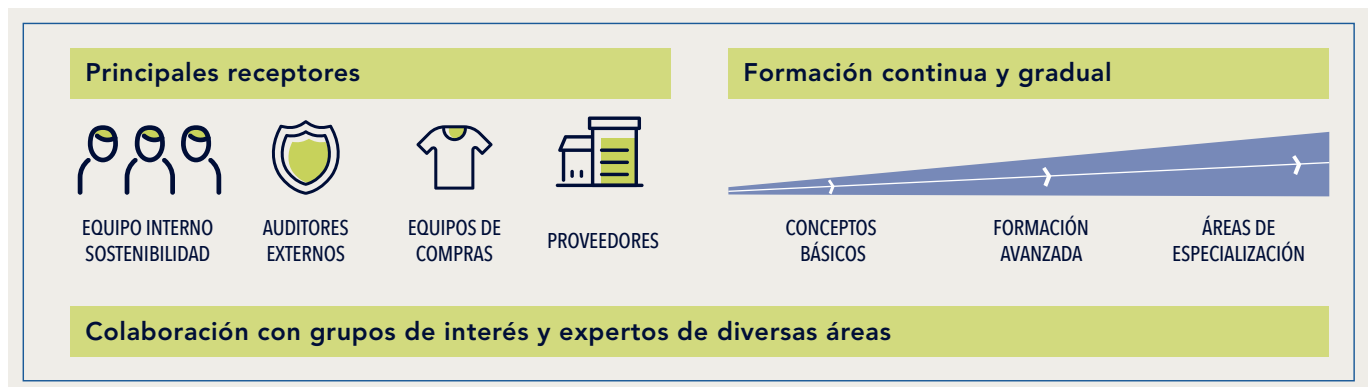 Principales receptores
EQUIPO INTERNO
SOSTENIBILIDAD
AUDITORES
EXTERNOS
EQUIPOS DE
COMPRAS
PROVEEDORES
Formación continua y gradual
CONCEPTOS
BÁSICOS
FORMACIÓN
AVANZADA
ÁREAS DE
ESPECIALIZACIÓN
Colaboración con grupos de interés y expertos de diversas áreas